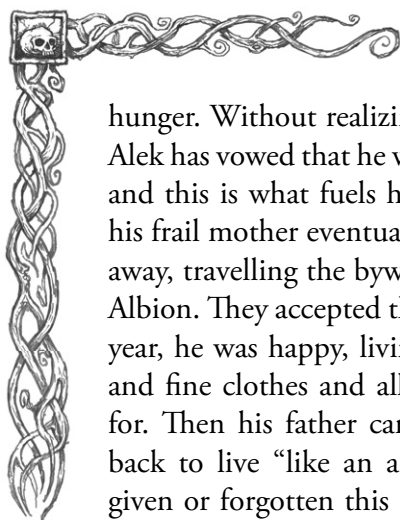 hunger. Without realizi
Alek has vowed that he w
and this is what fuels h
his frail mother eventua
away, travelling the byw
Albion. They accepted
year, he was happy, livi
and fine clothes and all
for. Then his father
back to live “like an a
given or forgotten this